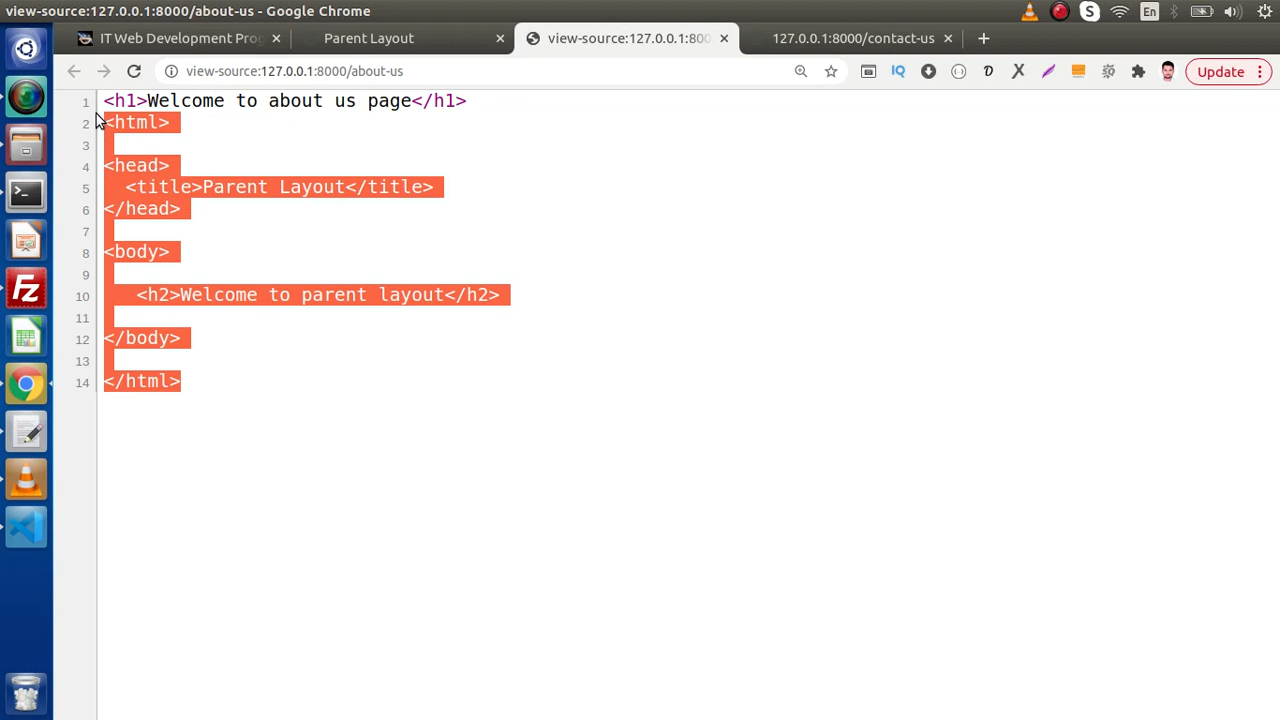 view-source:127.0.0.1:8000/about-us - Google Chrome
S En
IT Web Development Prog × Parent Layout × view-source:127.0.0.1:800 × 127.0.0.1:8000/contact-us × +
view-source:127.0.0.1:8000/about-us IQ D X Update
1 <h1>Welcome to about us page</h1>
2 <html>
3
4 <head>
5 <title>Parent Layout</title>
6 </head>
7
8 <body>
9
10 <h2>Welcome to parent layout</h2>
11
12 </body>
13
14 </html>
FZ